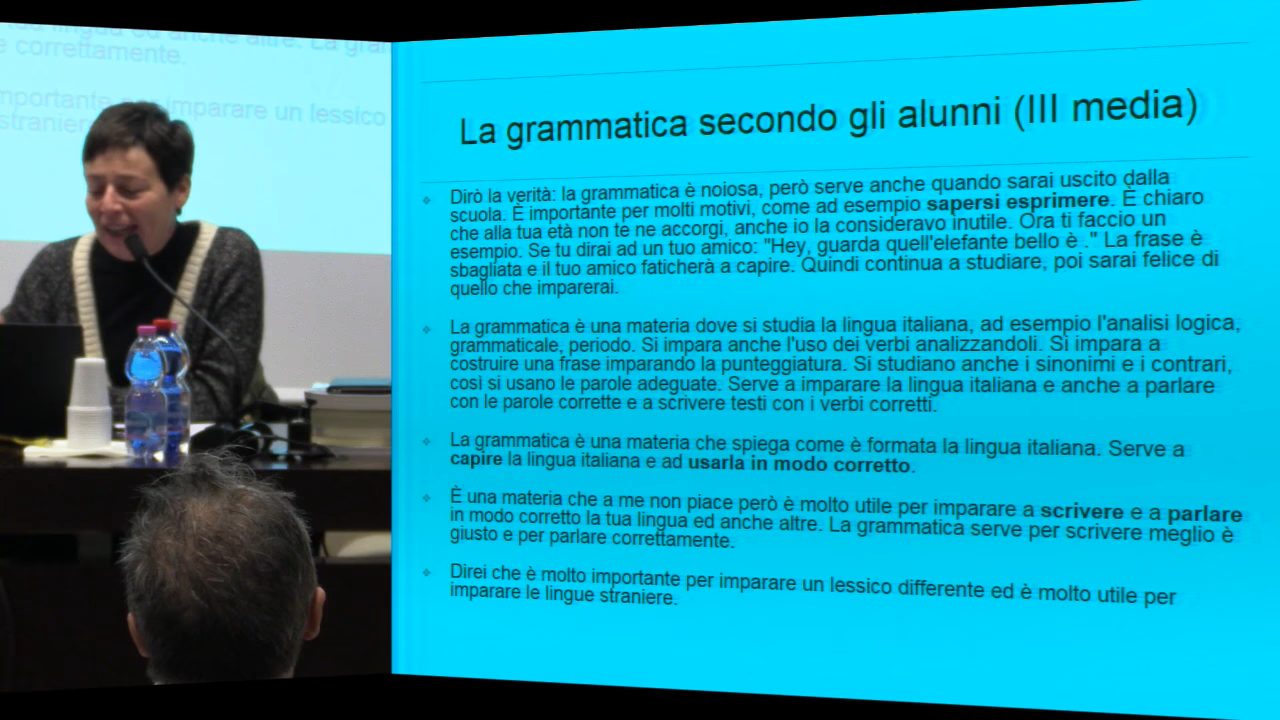 tua lingua ed anche altre. La gram
e correttamente.
mportante per imparare un lessico
straniere
La grammatica secondo gli alunni (III media)
Dirò la verità: la grammatica è noiosa, però serve anche quando sarai uscito dalla
scuola. È importante per molti motivi, come ad esempio sapersi esprimere. È chiaro
che alla tua età non te ne accorgi, anche io la consideravo inutile. Ora ti faccio un
esempio. Se tu dirai ad un tuo amico: "Hey, guarda quell'elefante bello è ." La frase è
sbagliata e il tuo amico faticherà a capire. Quindi continua a studiare, poi sarai felice di
quello che imparerai.
La grammatica è una materia dove si studia la lingua italiana, ad esempio l'analisi logica,
grammaticale, periodo. Si impara anche l'uso dei verbi analizzandoli. Si impara a
costruire una frase imparando la punteggiatura. Si studiano anche i sinonimi e i contrari,
così si usano le parole adeguate. Serve a imparare la lingua italiana e anche a parlare
con le parole corrette e a scrivere testi con i verbi corretti.
La grammatica è una materia che spiega come è formata la lingua italiana. Serve a
capire la lingua italiana e ad usarla in modo corretto.
È una materia che a me non piace però è molto utile per imparare a scrivere e a parlare
in modo corretto la tua lingua ed anche altre. La grammatica serve per scrivere meglio è
giusto e per parlare correttamente.
Direi che è molto importante per imparare un lessico differente ed è molto utile per
imparare le lingue straniere.